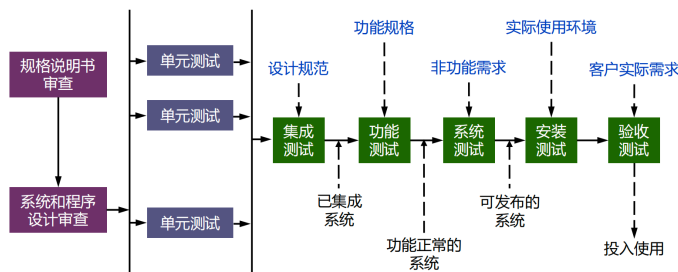 功能规格
实际使用环境
规格说明书
审查
单元测试
设计规范
非功能需求
客户实际需求
单元测试
集成
测试
功能
测试
系统
测试
安装
测试
验收
测试
系统和程序
设计审查
单元测试
已集成
系统
功能正常的
系统
可发布的
系统
投入使用